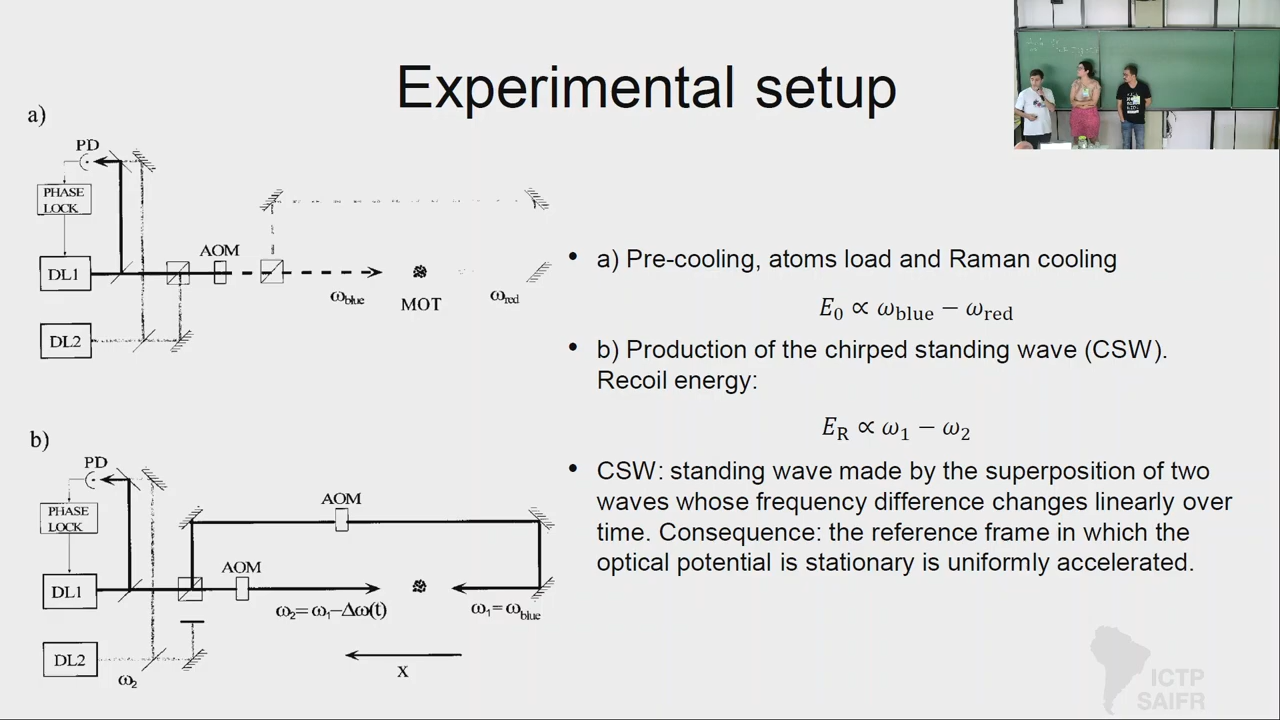 Experimental setup
a)
PD
PHASE
LOCK
AOM
DL1
ωblue
MOT
ωred
DL2
• a) Pre-cooling, atoms load and Raman cooling
E0 ∝ ωblue − ωred
• b) Production of the chirped standing wave (CSW).
Recoil energy:
ER ∝ ω1 − ω2
• CSW: standing wave made by the superposition of two
waves whose frequency difference changes linearly over
time. Consequence: the reference frame in which the
optical potential is stationary is uniformly accelerated.
b)
PD
PHASE
LOCK
AOM
AOM
DL1
ω2=ω1−Δω(t)
ω1=ωblue
DL2
ω2
X
ICTP
SAIFR